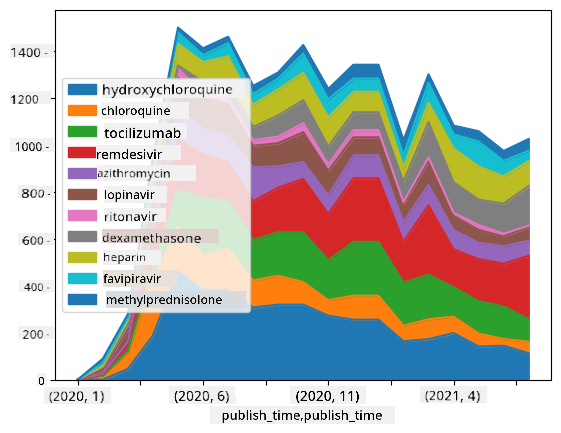 1400
1200
1000
800
600
400
200
0
hydroxychloroquine
chloroquine
tocilizumab
remdesivir
azithromycin
lopinavir
ritonavir
dexamethasone
heparin
favipiravir
methylprednisolone
(2020, 1) (2020, 6) (2020, 11) (2021, 4)
publish_time,publish_time